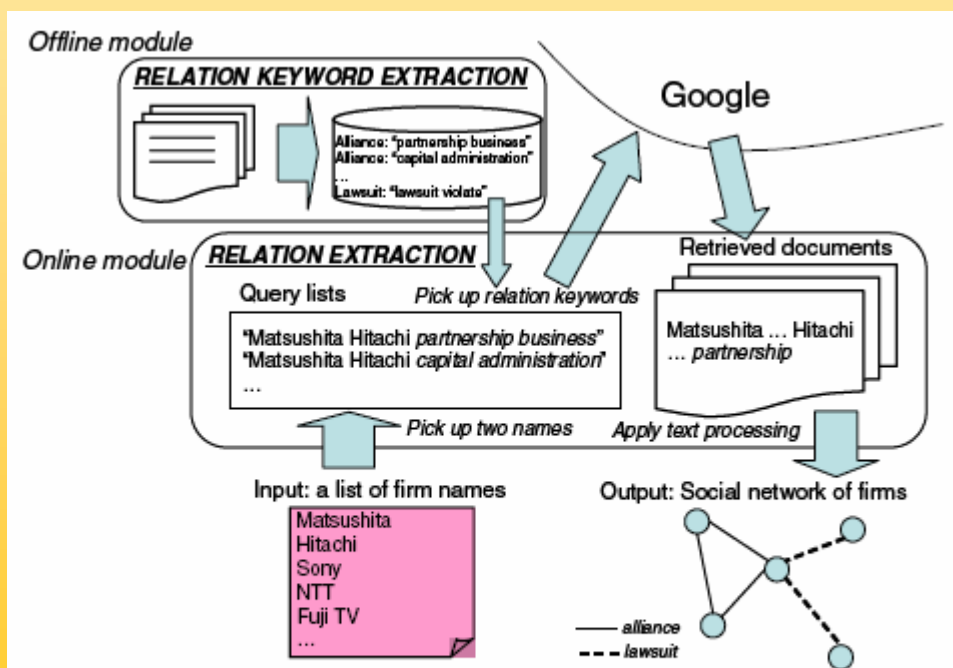 Offline module
RELATION KEYWORD EXTRACTION
Alliance: “partnership business”
Alliance: “capital administration”
...
Lawsuit: “lawsuit violate”
Google
Online module
RELATION EXTRACTION
Query lists
Pick up relation keywords
“Matsushita Hitachi partnership business”
“Matsushita Hitachi capital administration”
...
Pick up two names
Retrieved documents
Matsushita ... Hitachi
... partnership
Apply text processing
Input: a list of firm names
Matsushita
Hitachi
Sony
NTT
Fuji TV
...
Output: Social network of firms
alliance
lawsuit